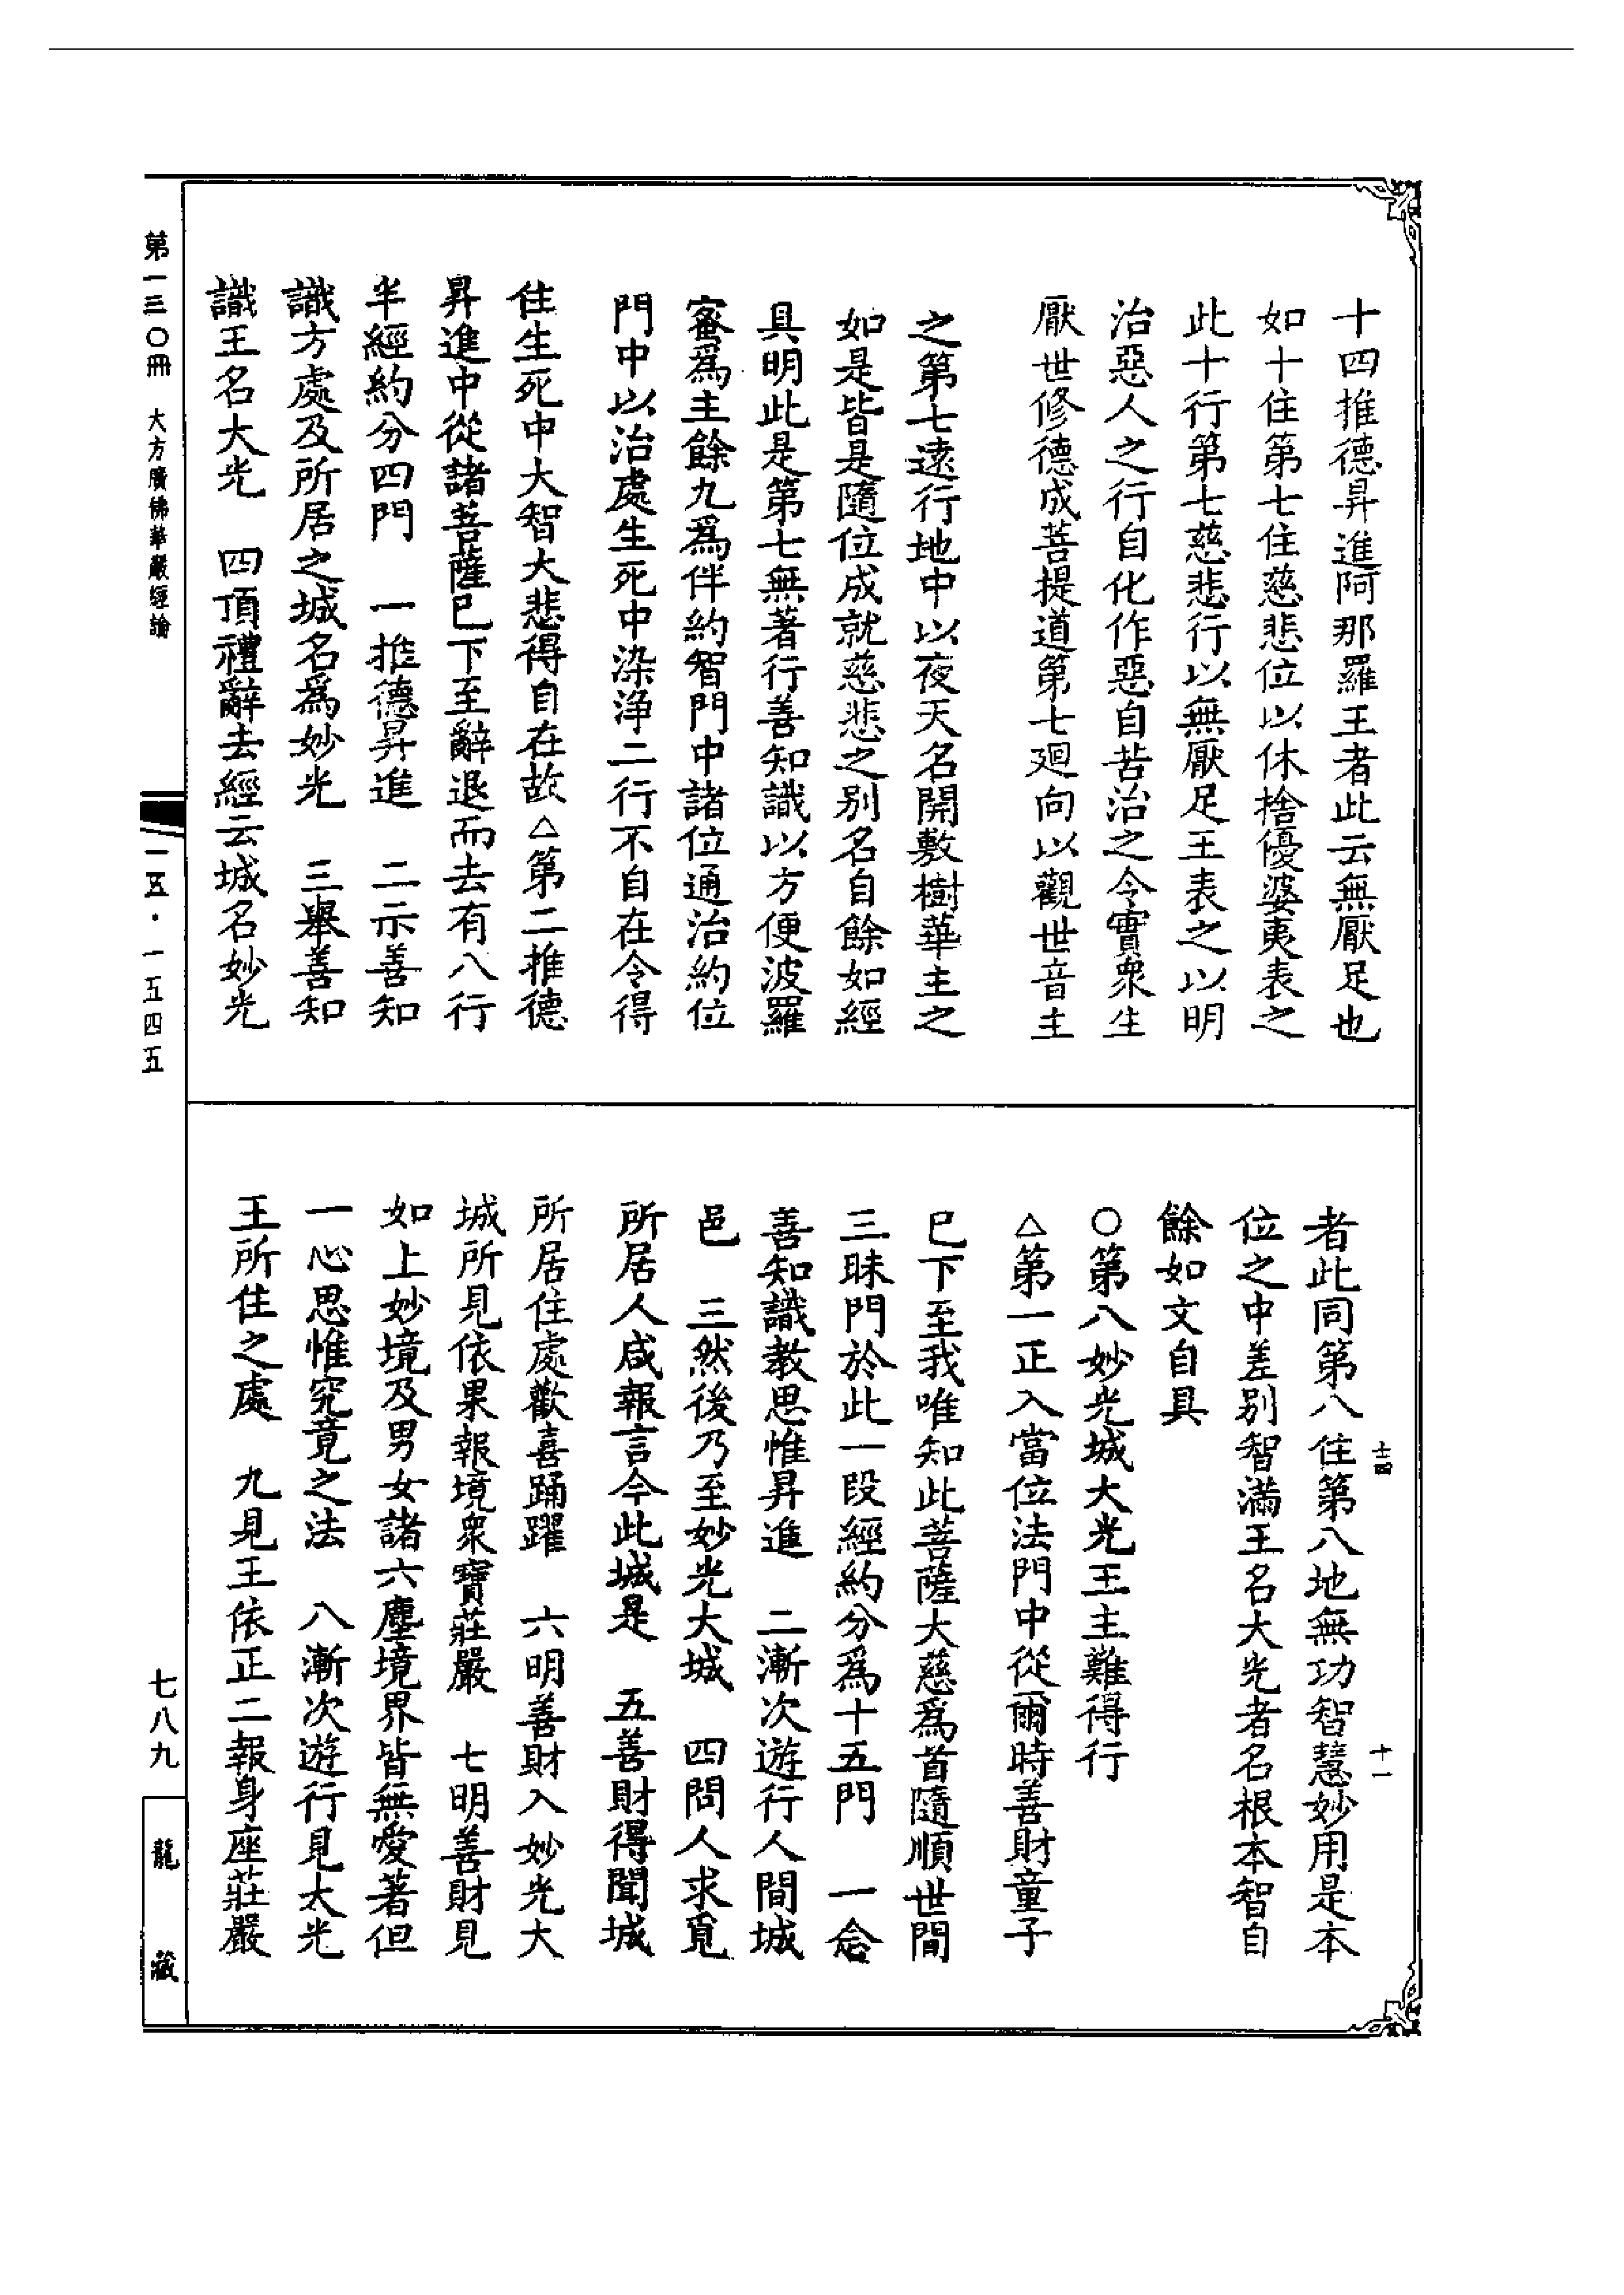 十四推德昇進阿那羅王者此云無厭足也
如十住第七住慈悲位以休捨優婆夷表之
此十行第七慈悲行以無厭足王表之以明
治惡人之行自化作惡自苦治之令實衆生
厭世修德成菩提道第七廻向以觀世音主
之第七遠行地中以夜天名開敷樹華主之
如是皆是隨位成就慈悲之别名自餘如經
具明此是第七無著行善知識以方便波羅
蜜爲主餘九爲伴約智門中諸位通治約位
門中以治處生死中染淨二行不自在令得
住生死中大智大悲得自在故△第二推德
昇進中從諸菩薩已下至辭退而去有八行
半經約分四門　一推德昇進　二示善知
識方處及所居之城名爲妙光　三舉善知
識王名大光　四頂禮辭去經云城名妙光
者此同第八住第八地無功智慧妙用是本
位之中差别智滿王名大光者名根本智自
餘如文自具
○第八妙光城大光王主難得行
△第一正入當位法門中從爾時善財童子
已下至我唯知此菩薩大慈爲首隨順世間
三昧門於此一段經約分爲十五門　一念
善知識教思惟昇進　二漸次遊行人間城
邑　三然後乃至妙光大城　四問人求覓
所居人咸報言今此城是　五善財得聞城
所居住處歡喜踊躍　六明善財入妙光大
城所見依果報境衆寶莊嚴　七明善財見
如上妙境及男女諸六塵境界皆無愛著但
一心思惟究竟之法　八漸次遊行見大光
王所住之處　九見王依正二報身座莊嚴
十四
十一
第一三〇冊　大方廣佛華嚴經論
一五·一五四五
七八九
龍藏